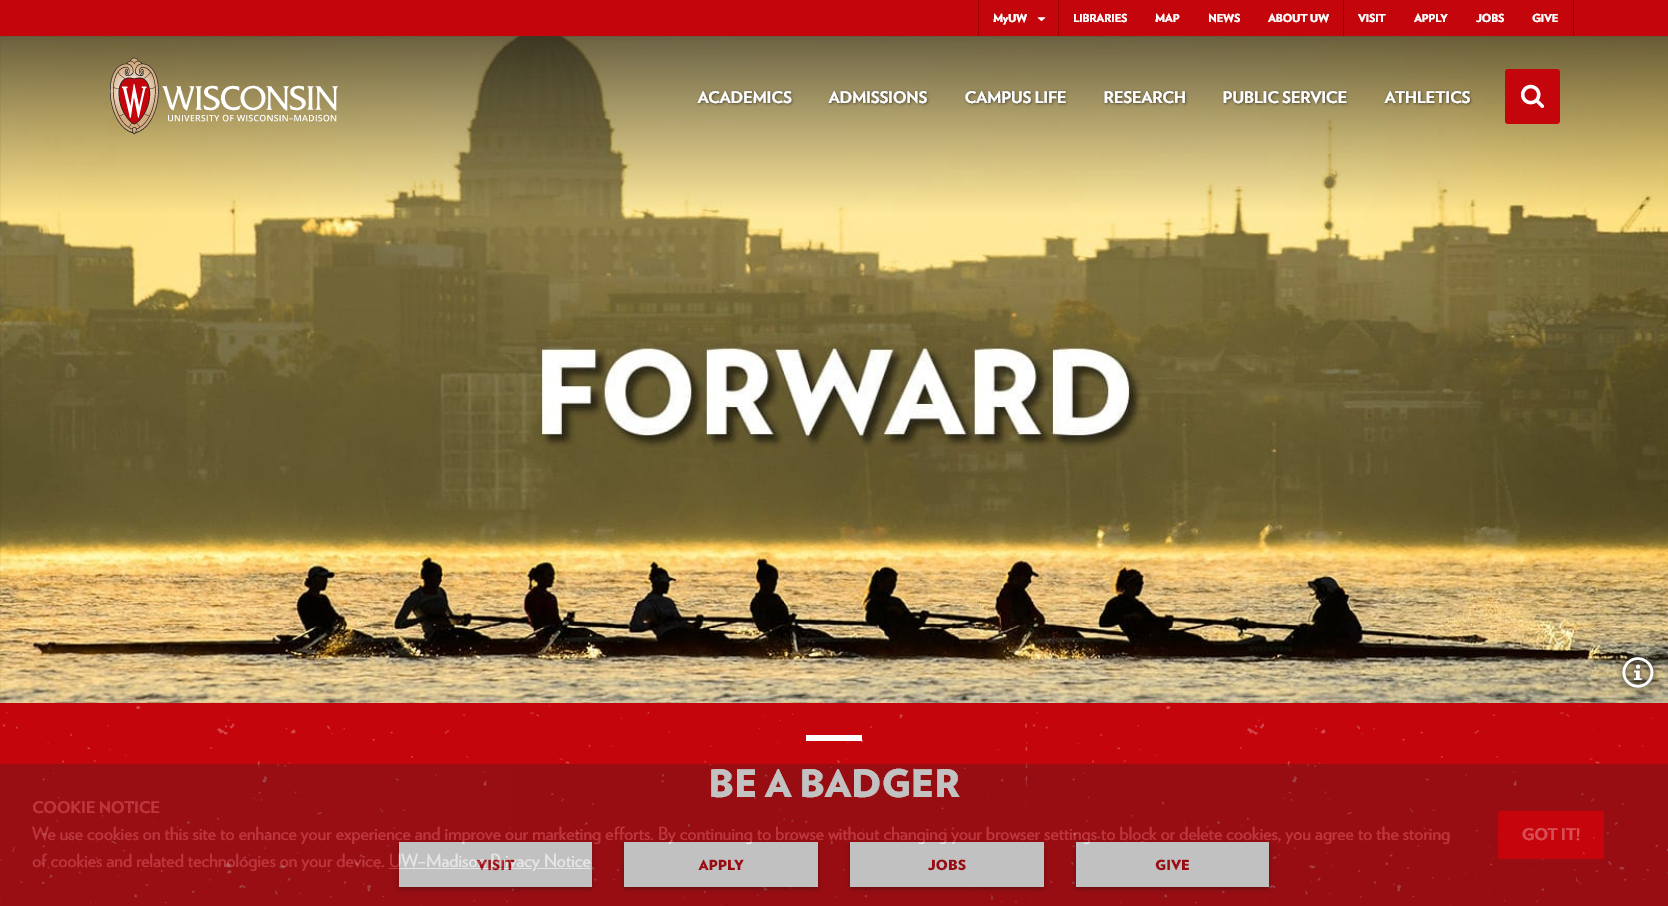 MyUW
LIBRARIES
MAP
NEWS
ABOUT UW
VISIT
APPLY
JOBS
GIVE
W WISCONSIN
UNIVERSITY OF WISCONSIN–MADISON
ACADEMICS
ADMISSIONS
CAMPUS LIFE
RESEARCH
PUBLIC SERVICE
ATHLETICS
FORWARD
BE A BADGER
COOKIE NOTICE
We use cookies on this site to enhance your experience and improve our marketing efforts. By continuing to browse without changing your browser settings to block or delete cookies, you agree to the storing
of cookies and related technologies on your device. UW–Madison Privacy Notice
GOT IT!
VISIT
APPLY
JOBS
GIVE